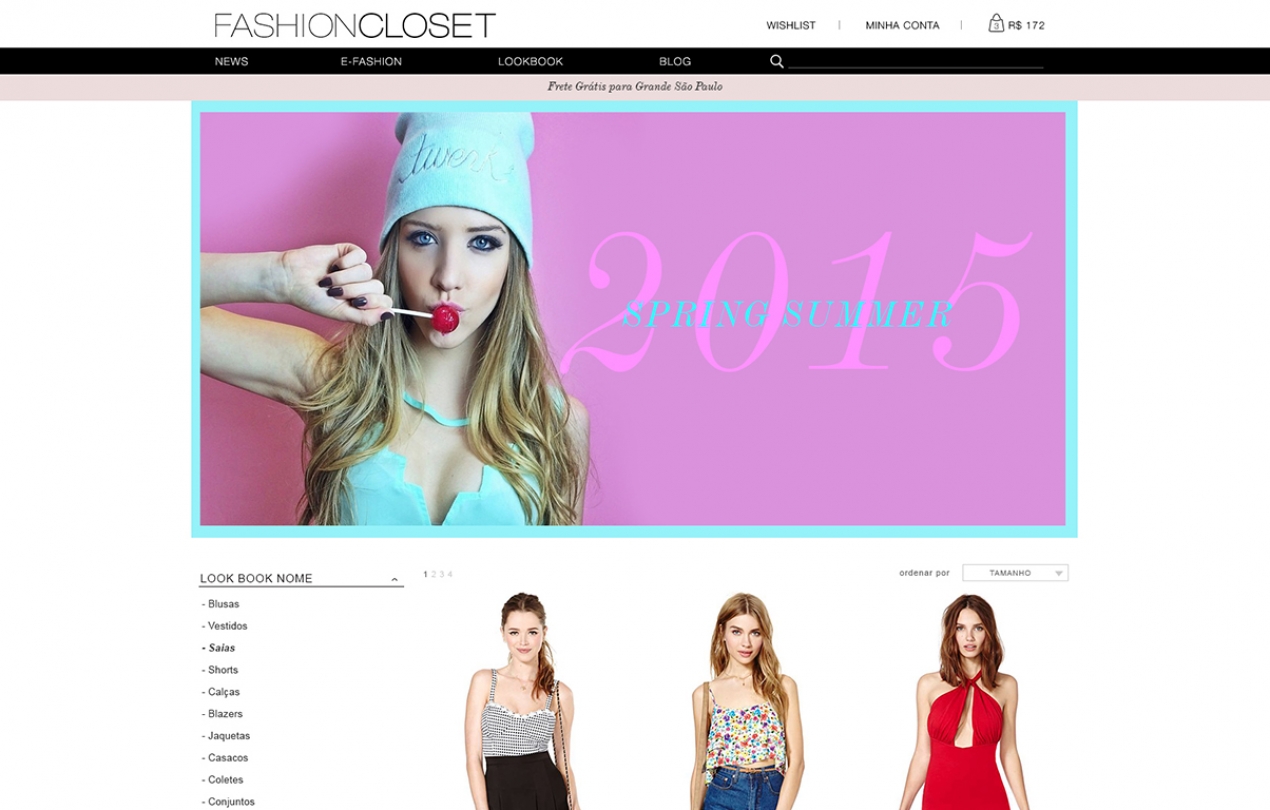 FASHIONCLOSET
WISHLIST | MINHA CONTA | 3 R$ 172
NEWS E-FASHION LOOKBOOK BLOG
Frete Grátis para Grande São Paulo
twerk
2015
SPRING SUMMER
LOOK BOOK NOME
1 2 3 4
ordenar por TAMANHO
- Blusas
- Vestidos
- Saias
- Shorts
- Calças
- Blazers
- Jaquetas
- Casacos
- Coletes
- Conjuntos